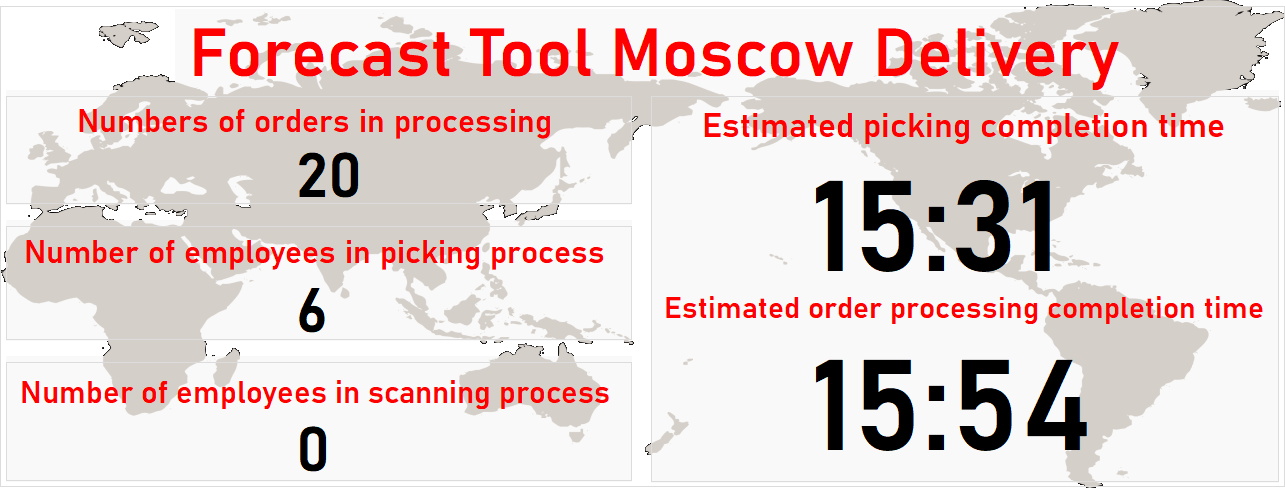 Forecast Tool Moscow Delivery
Numbers of orders in processing
20
Number of employees in picking process
6
Number of employees in scanning process
0
Estimated picking completion time
15:31
Estimated order processing completion time
15:54